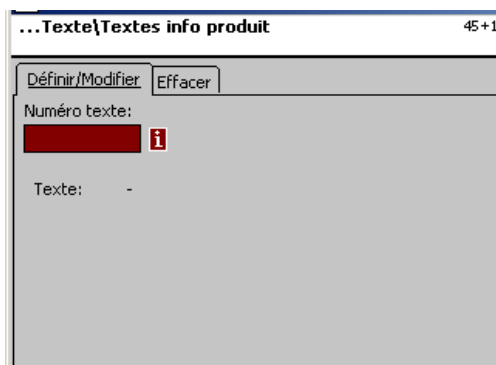 ...Texte\Textes info produit 45+1
Définir/Modifier Effacer
Numéro texte:
i
Texte: -